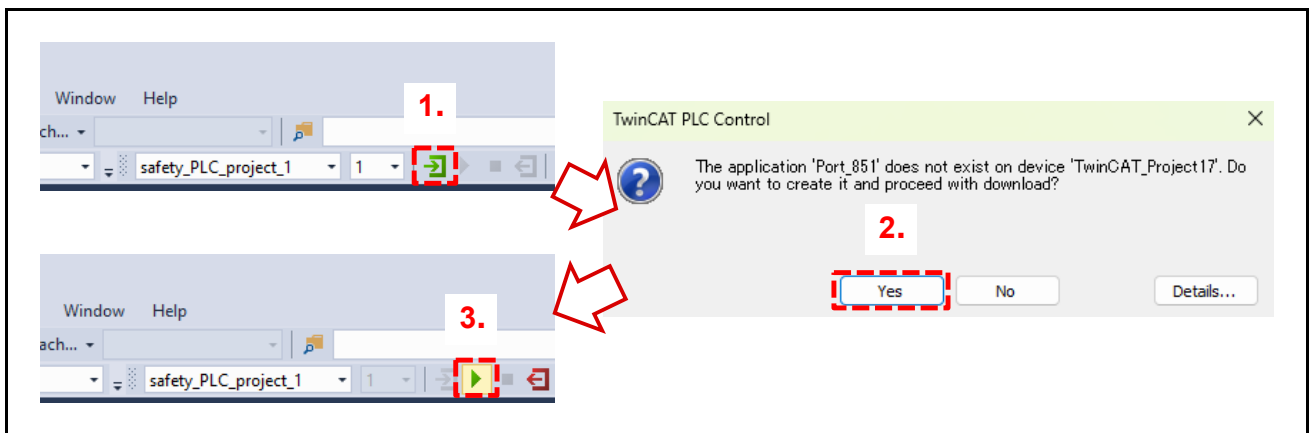 Window Help
1.
ch...
safety_PLC_project_1 1
TwinCAT PLC Control
The application 'Port_851' does not exist on device 'TwinCAT_Project17'. Do
you want to create it and proceed with download?
2.
Yes No Details...
Window Help
3.
ach...
safety_PLC_project_1 1